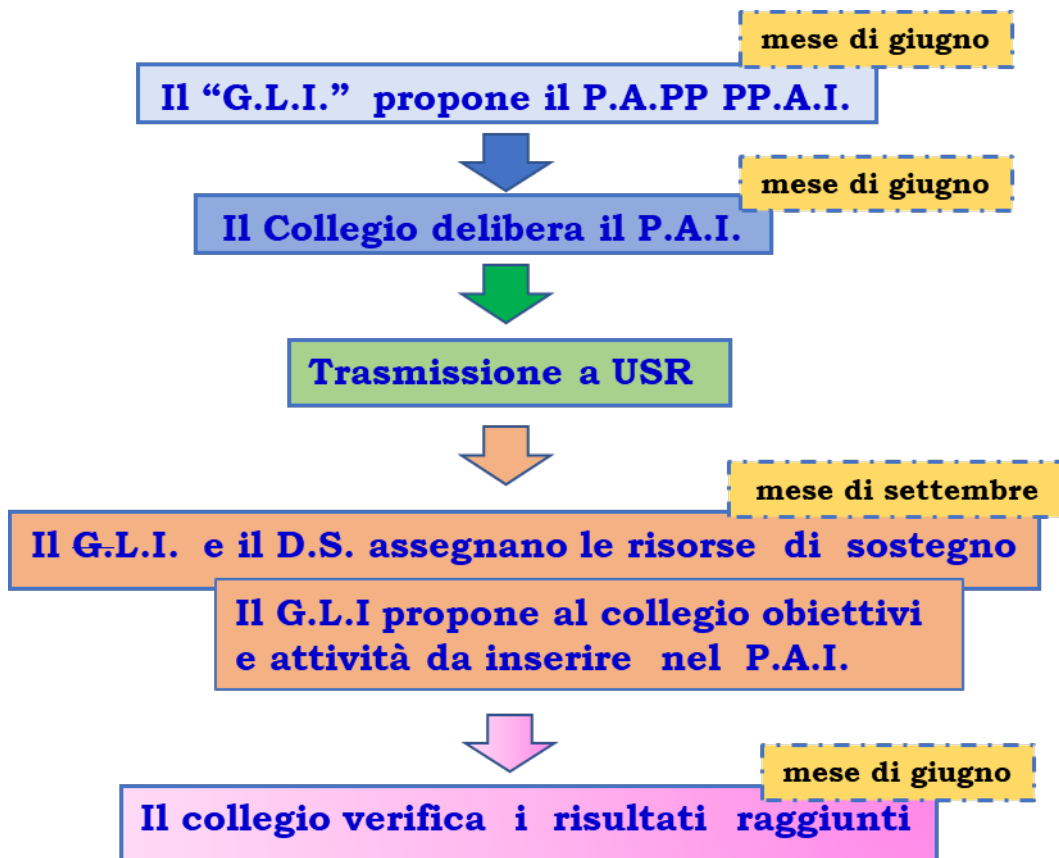 mese di giugno
Il “G.L.I.” propone il P.A.PP PP.A.I.
mese di giugno
Il Collegio delibera il P.A.I.
Trasmissione a USR
mese di settembre
Il G.L.I. e il D.S. assegnano le risorse di sostegno
Il G.L.I propone al collegio obiettivi
e attività da inserire nel P.A.I.
mese di giugno
Il collegio verifica i risultati raggiunti